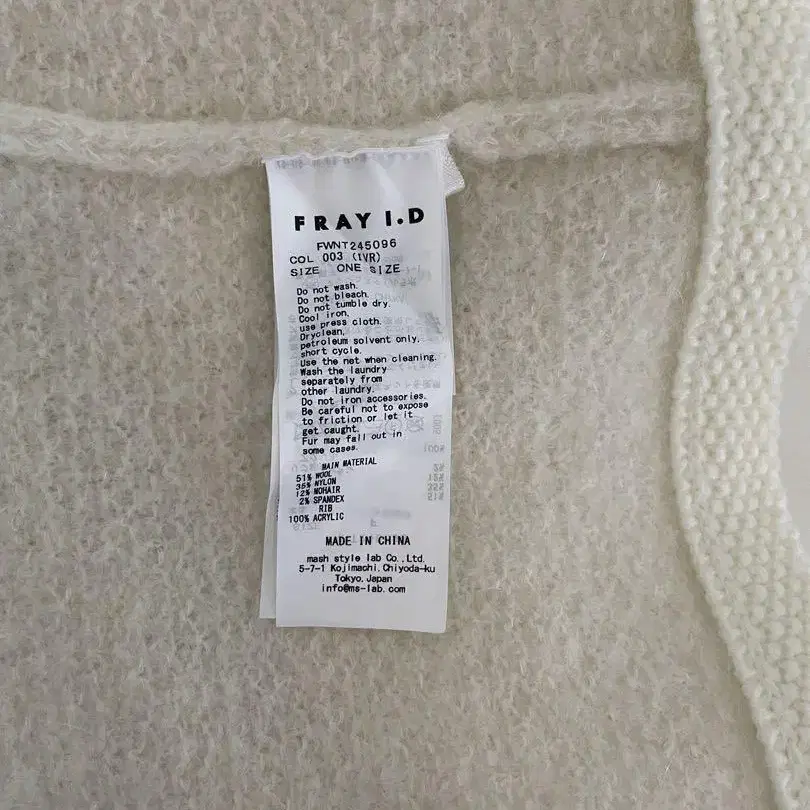 FRAY I.D
FWNT245096
COL 003 (IVR)
SIZE ONE SIZE
Do not wash.
Do not bleach.
Do not tumble dry.
Cool iron,
use press cloth.
Dryclean,
petroleum solvent only.
short cycle.
Use the net when cleaning.
Wash the laundry
separately from
other laundry.
Do not iron accessories.
Be careful not to expose
to friction or let it
get caught.
Fur may fall out in
some cases.
MAIN MATERIAL
51% WOOL
35% NYLON
12% MOHAIR
2% SPANDEX
RIB
100% ACRYLIC
MADE IN CHINA
mash style lab Co.,Ltd.
5-7-1 Kojimachi,Chiyoda-ku
Tokyo,Japan
info@ms-lab.com